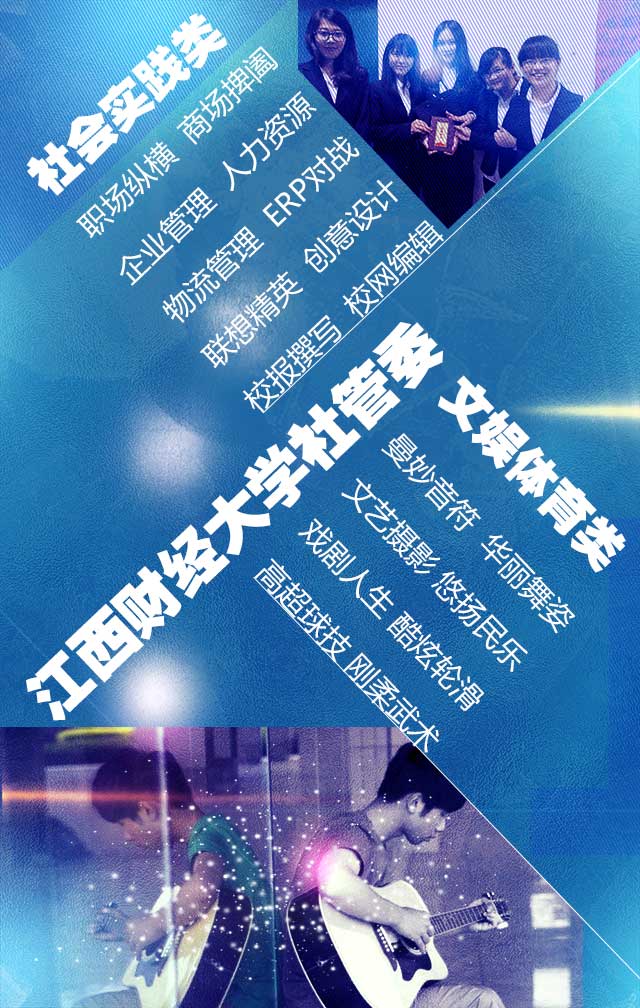 社会实践类
职场纵横 商场捭阖
企业管理 人力资源
物流管理 ERP对战
联想精英 创意设计
校报撰写 校网编辑
江西财经大学社管委
文娱体育类
曼妙音符 华丽舞姿
文艺摄影 悠扬民乐
戏剧人生 酷炫轮滑
高超球技 刚柔武术